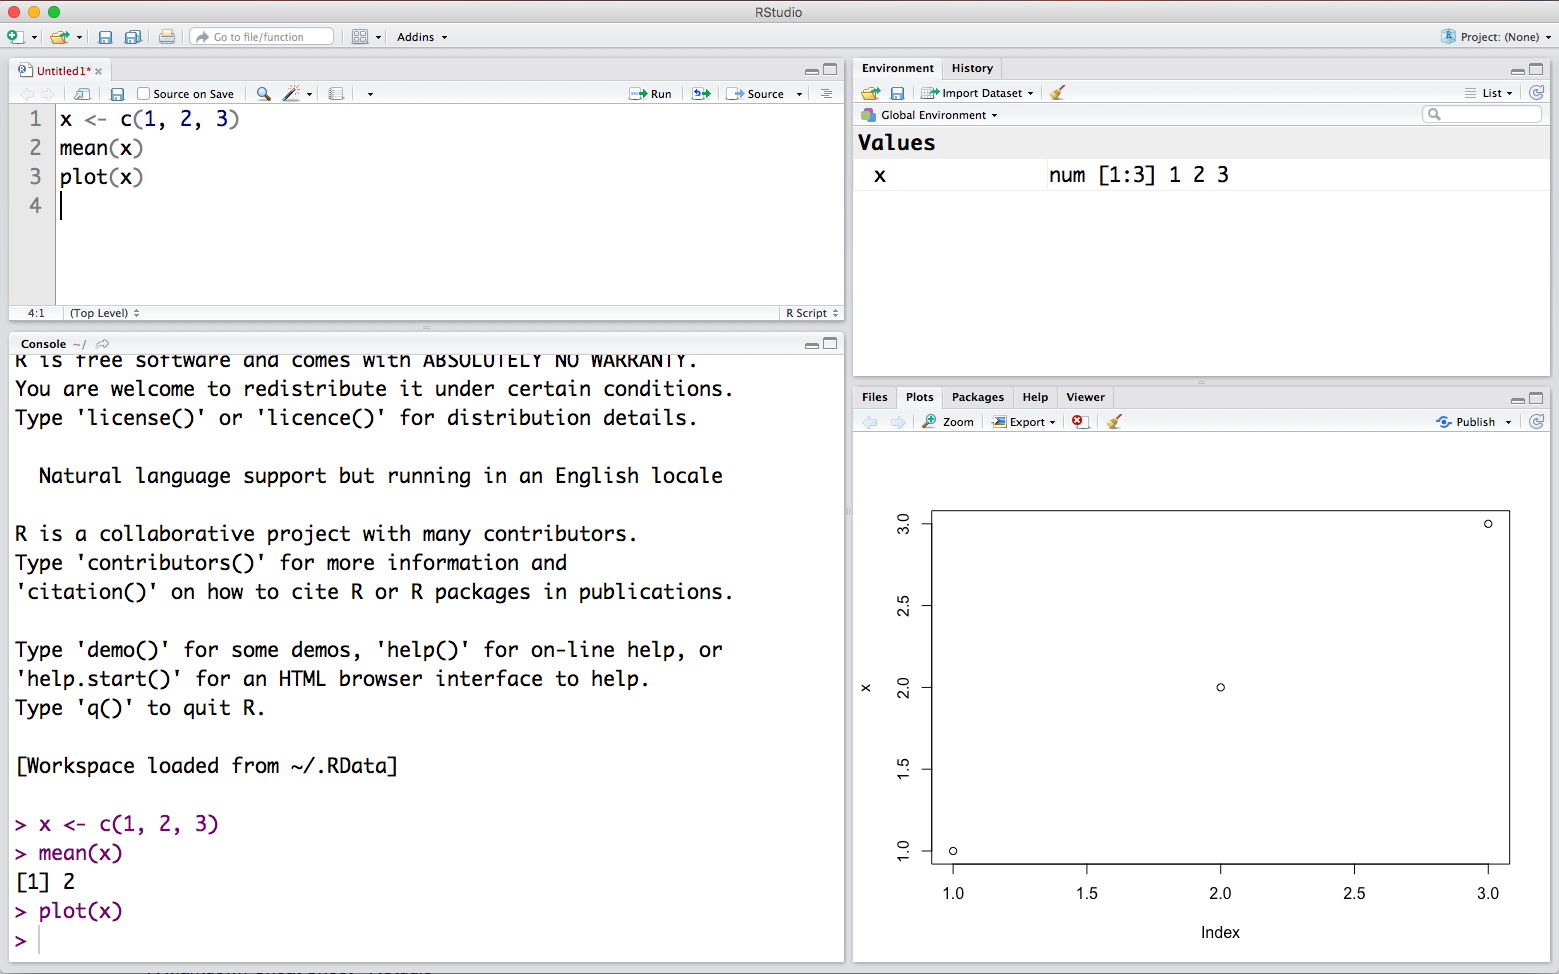 RStudio
Go to file/function
Addins
Project: (None)
Untitled1*
Source on Save
Run
Source
1 x <- c(1, 2, 3)
2 mean(x)
3 plot(x)
4
4:1
(Top Level)
R Script
Console ~/
R is free software and comes with ABSOLUTELY NO WARRANTY.
You are welcome to redistribute it under certain conditions.
Type 'license()' or 'licence()' for distribution details.
Natural language support but running in an English locale
R is a collaborative project with many contributors.
Type 'contributors()' for more information and
'citation()' on how to cite R or R packages in publications.
Type 'demo()' for some demos, 'help()' for on-line help, or
'help.start()' for an HTML browser interface to help.
Type 'q()' to quit R.
[Workspace loaded from ~/.RData]
> x <- c(1, 2, 3)
> mean(x)
[1] 2
> plot(x)
>
Environment History
Import Dataset
List
Global Environment
Values
x num [1:3] 1 2 3
Files Plots Packages Help Viewer
Zoom Export Publish
3.0
2.5
2.0
1.5
1.0
x
1.0 1.5 2.0 2.5 3.0
Index